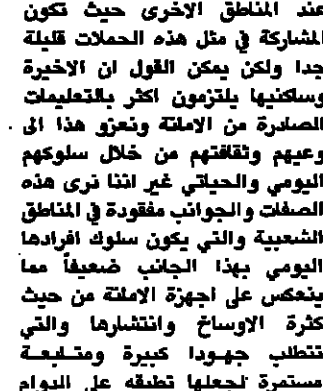 عند المناطق الاخرى حيث تكون
المشاركة في مثل هذه الحملات قليلة
جدا ولكن يمكن القول ان الاخيرة
وساكنيها يلتزمون اكثر بالتعليمات
الصادرة من الامانة ونعزو هذا الى
وعيهم وثقافتهم من خلال سلوكهم
اليومي والحياتي غير اننا نرى هذه
الصفات والجوانب مفقودة في المناطق
الشعبية والتي يكون سلوك افرادها
اليومي بهذا الجانب ضعيفاً مما
ينعكس على اجهزة الامانة من حيث
كثرة الاوساخ وانتشارها والتي
تتطلب جهودا كبيرة ومتابعة
مستمرة لجعلها نظيفه على الدوام